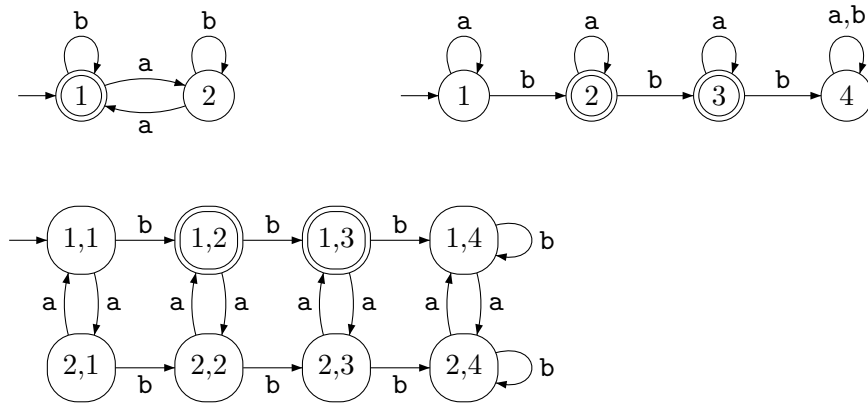 b b a a a a,b
a
1 2 1 b 2 b 3 b 4
a
1,1 b 1,2 b 1,3 b 1,4 b
a a a a a a a a
2,1 b 2,2 b 2,3 b 2,4 b